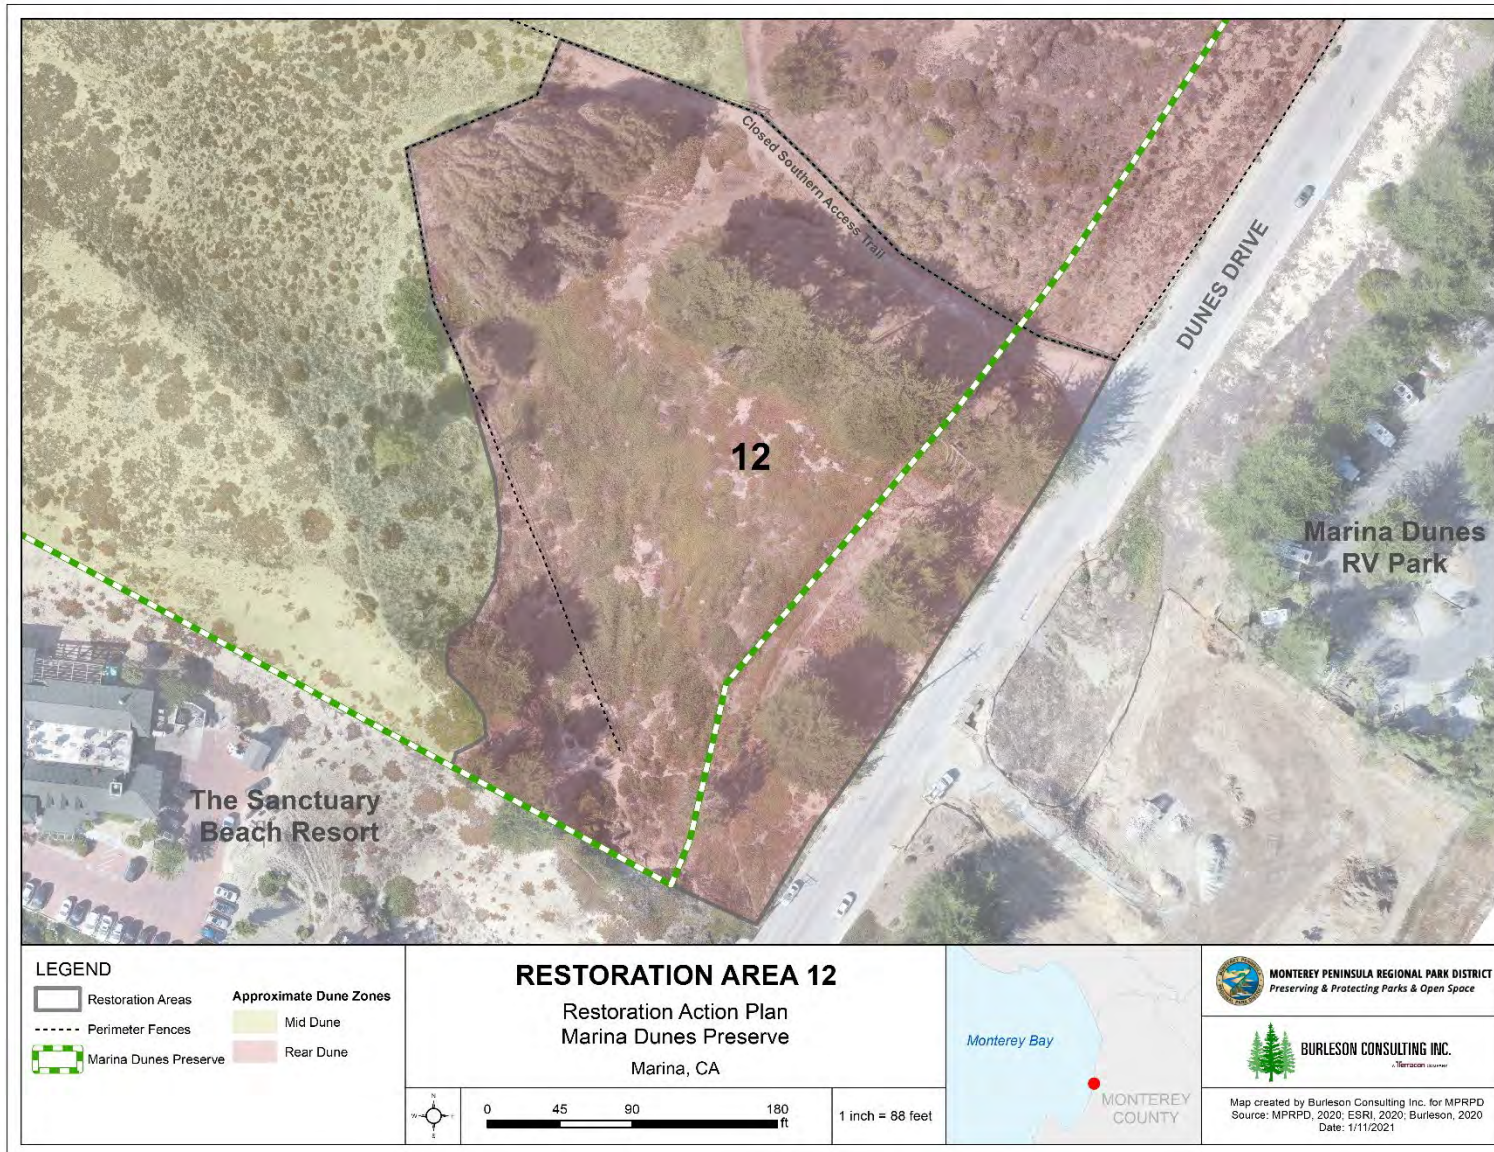 Closed Southern Access Trail
DUNES DRIVE
12
Marina Dunes
RV Park
The Sanctuary
Beach Resort
LEGEND
Restoration Areas
Perimeter Fences
Marina Dunes Preserve
Approximate Dune Zones
Mid Dune
Rear Dune
RESTORATION AREA 12
Restoration Action Plan
Marina Dunes Preserve
Marina, CA
N
W
E
S
0 45 90 180
ft
1 inch = 88 feet
Monterey Bay
MONTEREY
COUNTY
MONTEREY PENINSULA REGIONAL PARK DISTRICT
Preserving & Protecting Parks & Open Space
BURLESON CONSULTING INC.
A Terracon COMPANY
Map created by Burleson Consulting Inc. for MPRPD
Source: MPRPD, 2020; ESRI, 2020; Burleson, 2020
Date: 1/11/2021